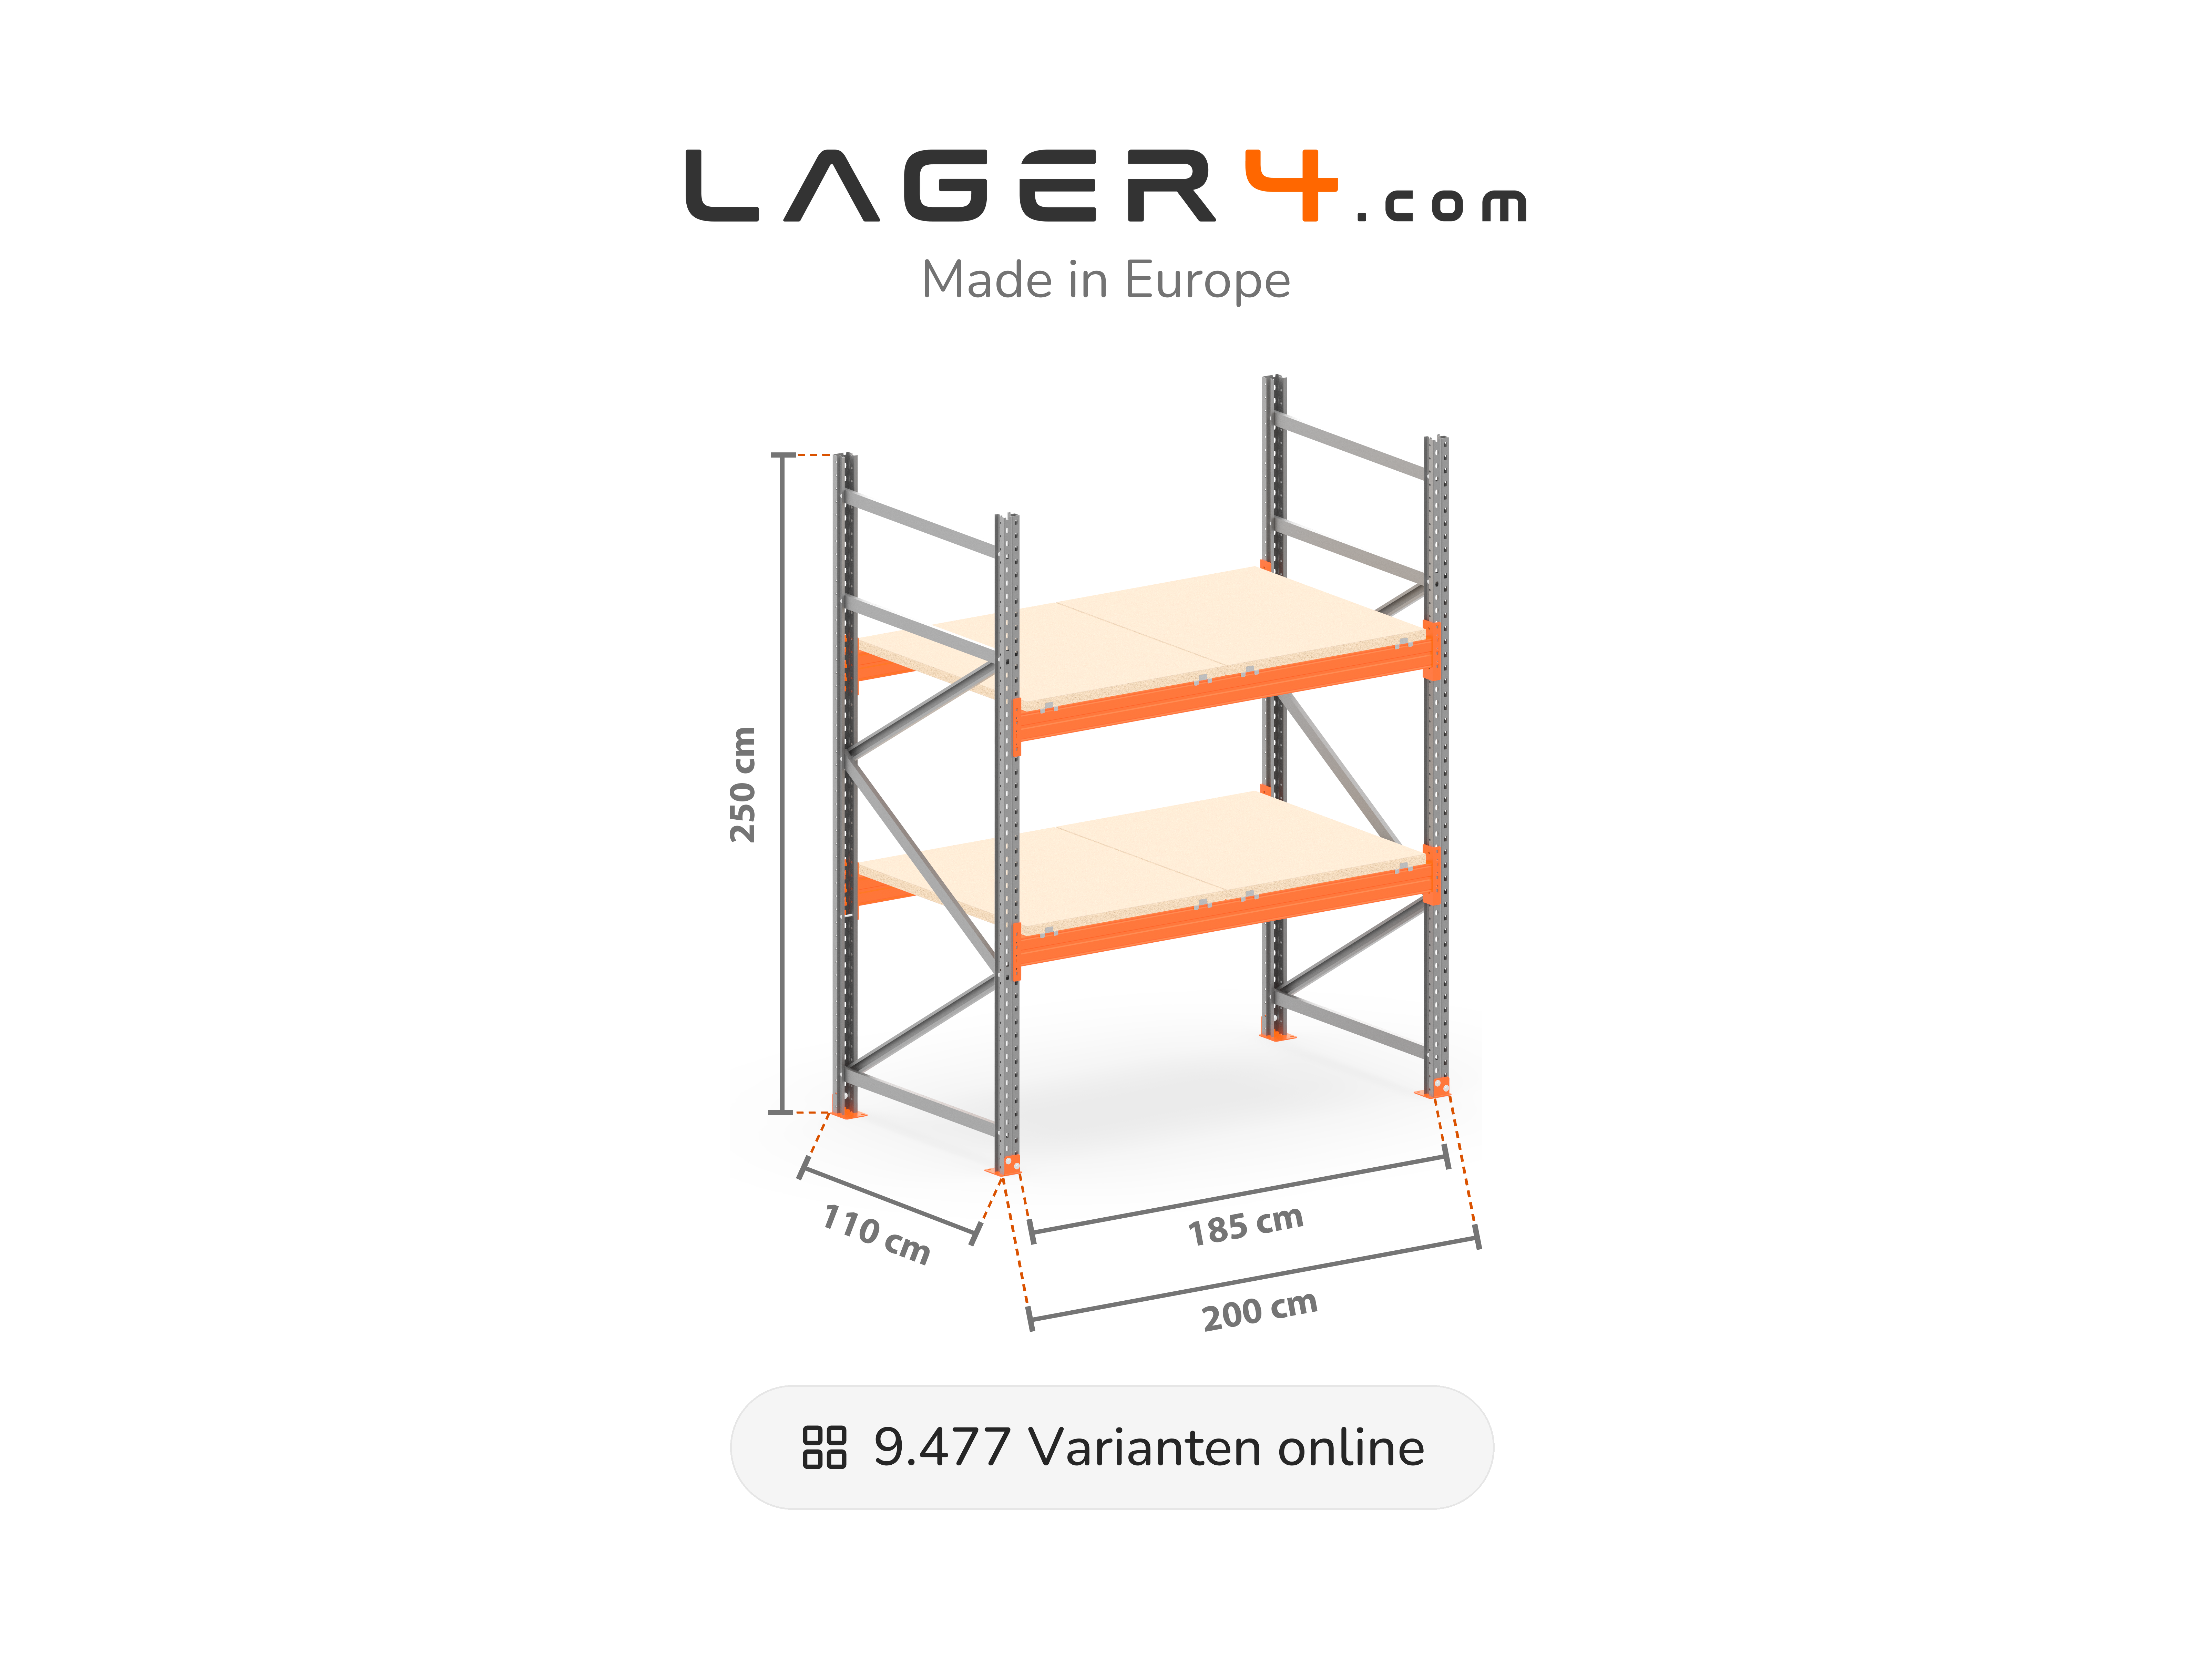 LAGER4.com
Made in Europe
250 cm
110 cm
185 cm
200 cm
9.477 Varianten online